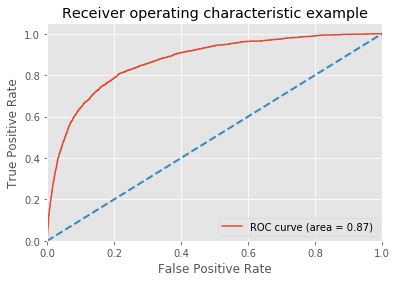 Receiver operating characteristic example
1.0
0.8
0.6
0.4
0.2
0.0
True Positive Rate
ROC curve (area = 0.87)
0.0 0.2 0.4 0.6 0.8 1.0
False Positive Rate